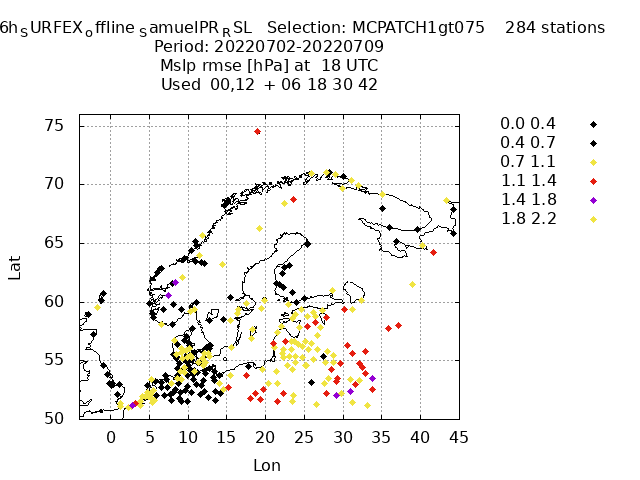 6h_SURFEX_offline_SamuelPR_RSL Selection: MCPATCH1gt075 284 stations
Period: 20220702-20220709
Mslp rmse [hPa] at 18 UTC
Used 00,12 + 06 18 30 42
75
70
65
60
55
50
Lat
0 5 10 15 20 25 30 35 40 45
Lon
0.0 0.4
0.4 0.7
0.7 1.1
1.1 1.4
1.4 1.8
1.8 2.2